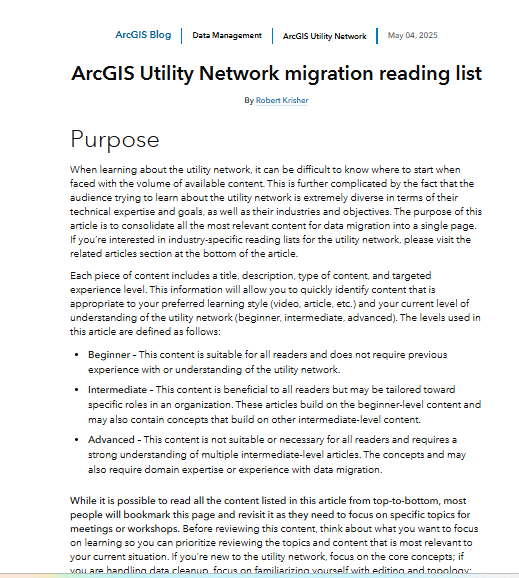 ArcGIS Blog | Data Management | ArcGIS Utility Network | May 04, 2025
ArcGIS Utility Network migration reading list
By Robert Krisher
Purpose
When learning about the utility network, it can be difficult to know where to start when
faced with the volume of available content. This is further complicated by the fact that the
audience trying to learn about the utility network is extremely diverse in terms of their
technical expertise and goals, as well as their industries and objectives. The purpose of this
article is to consolidate all the most relevant content for data migration into a single page.
If you're interested in industry-specific reading lists for the utility network, please visit the
related articles section at the bottom of the article.
Each piece of content includes a title, description, type of content, and targeted
experience level. This information will allow you to quickly identify content that is
appropriate to your preferred learning style (video, article, etc.) and your current level of
understanding of the utility network (beginner, intermediate, advanced). The levels used in
this article are defined as follows:
• Beginner – This content is suitable for all readers and does not require previous
experience with or understanding of the utility network.
• Intermediate – This content is beneficial to all readers but may be tailored toward
specific roles in an organization. These articles build on the beginner-level content and
may also contain concepts that build on other intermediate-level content.
• Advanced – This content is not suitable or necessary for all readers and requires a
strong understanding of multiple intermediate-level articles. The concepts and may
also require domain expertise or experience with data migration.
While it is possible to read all the content listed in this article from top-to-bottom, most
people will bookmark this page and revisit it as they need to focus on specific topics for
meetings or workshops. Before reviewing this content, think about what you want to focus
on learning so you can prioritize reviewing the topics and content that is most relevant to
your current situation. If you're new to the utility network, focus on the core concepts; if
you are handling data cleanup, focus on familiarizing yourself with editing and topology;